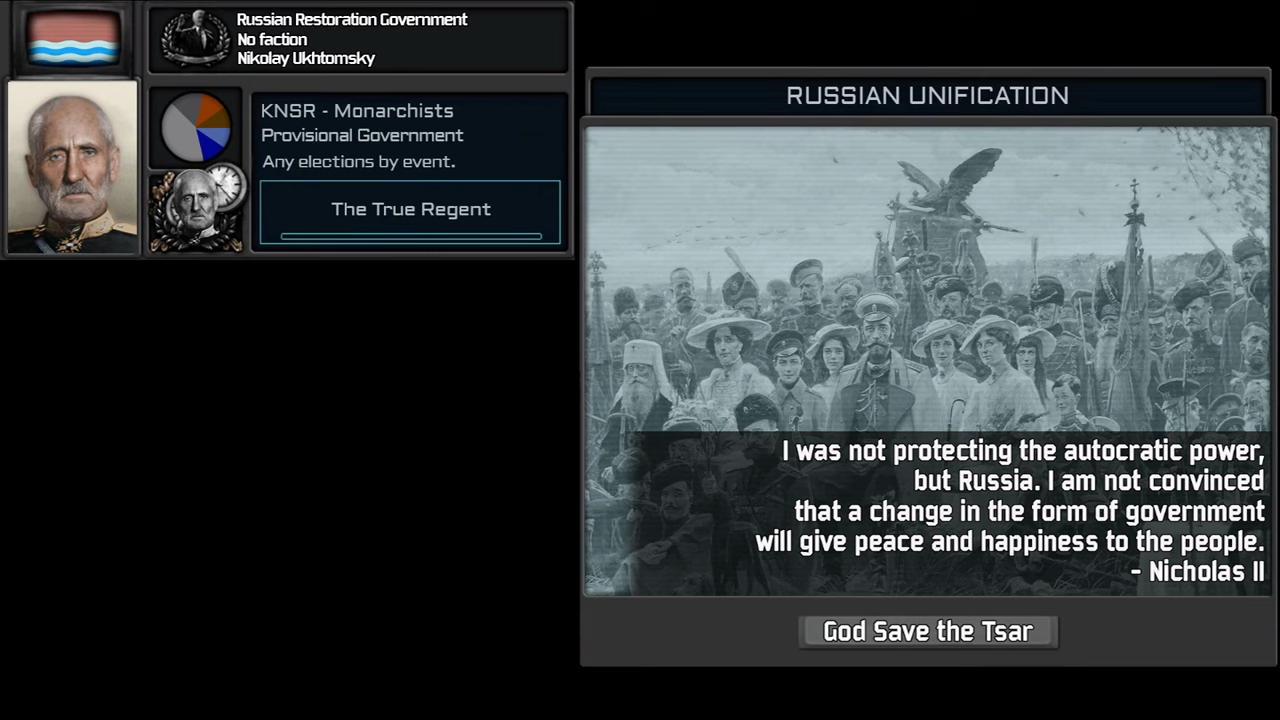 Russian Restoration Government
No faction
Nikolay Ukhtomsky
KNSR - Monarchists
Provisional Government
Any elections by event.
The True Regent
RUSSIAN UNIFICATION
I was not protecting the autocratic power,
but Russia. I am not convinced
that a change in the form of government
will give peace and happiness to the people.
- Nicholas II
God Save the Tsar